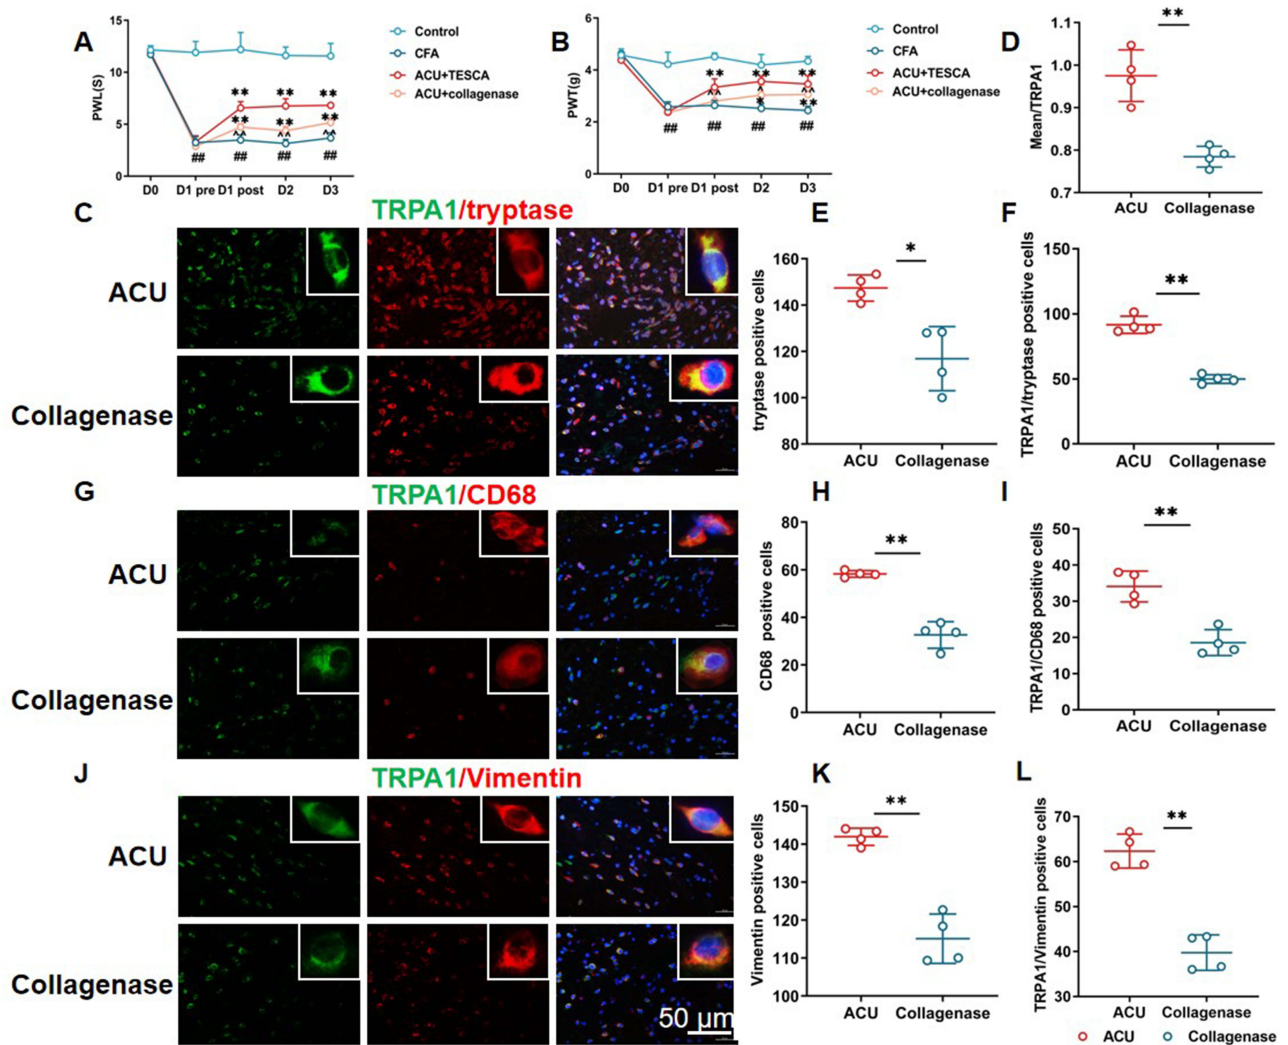 A
PWL(S)
15
10
5
0
D0 D1 pre D1 post D2 D3
** ** **
** ** **
^^ ^^ ^^
## ## ## ##
Control
CFA
ACU+TESCA
ACU+collagenase
B
PWT(g)
6
4
2
0
D0 D1 pre D1 post D2 D3
** ** **
^^ ^ ^^
* **
## ## ## ##
Control
CFA
ACU+TESCA
ACU+collagenase
D
Mean/TRPA1
1.1
1.0
0.9
0.8
0.7
**
ACU Collagenase
C
TRPA1/tryptase
ACU
Collagenase
E
tryptase positive cells
160
140
120
100
80
*
ACU Collagenase
F
TRPA1/tryptase positive cells
150
100
50
0
**
ACU Collagenase
G
TRPA1/CD68
ACU
Collagenase
H
CD68 positive cells
80
60
40
20
0
**
ACU Collagenase
I
TRPA1/CD68 positive cells
50
40
30
20
10
0
**
ACU Collagenase
J
TRPA1/Vimentin
ACU
Collagenase
50 μm
K
Vimentin positive cells
150
140
130
120
110
100
**
ACU Collagenase
L
TRPA1/Vimentin positive cells
70
60
50
40
30
**
ACU Collagenase
ACU Collagenase